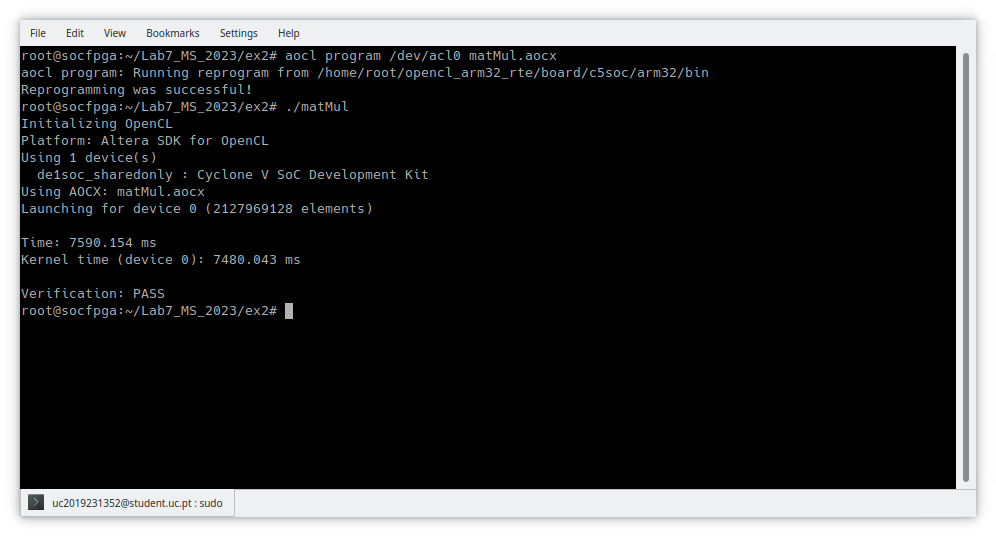 File Edit View Bookmarks Settings Help
root@socfpga:~/Lab7_MS_2023/ex2# aocl program /dev/acl0 matMul.aocx
aocl program: Running reprogram from /home/root/opencl_arm32_rte/board/c5soc/arm32/bin
Reprogramming was successful!
root@socfpga:~/Lab7_MS_2023/ex2# ./matMul
Initializing OpenCL
Platform: Altera SDK for OpenCL
Using 1 device(s)
  de1soc_sharedonly : Cyclone V SoC Development Kit
Using AOCX: matMul.aocx
Launching for device 0 (2127969128 elements)
Time: 7590.154 ms
Kernel time (device 0): 7480.043 ms
Verification: PASS
root@socfpga:~/Lab7_MS_2023/ex2#
uc2019231352@student.uc.pt : sudo